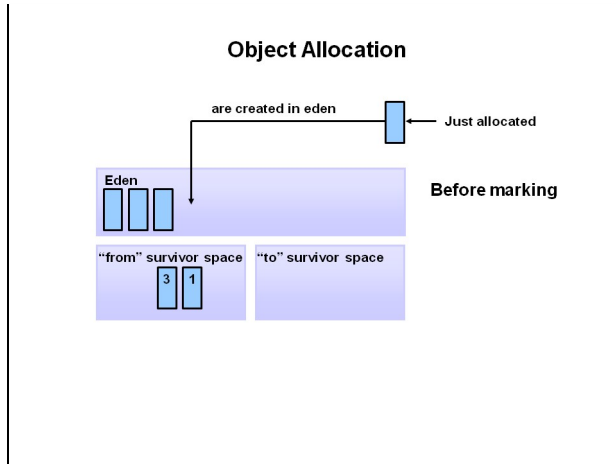 Object Allocation
are created in eden
Just allocated
Eden
Before marking
“from” survivor space
“to” survivor space
3 1